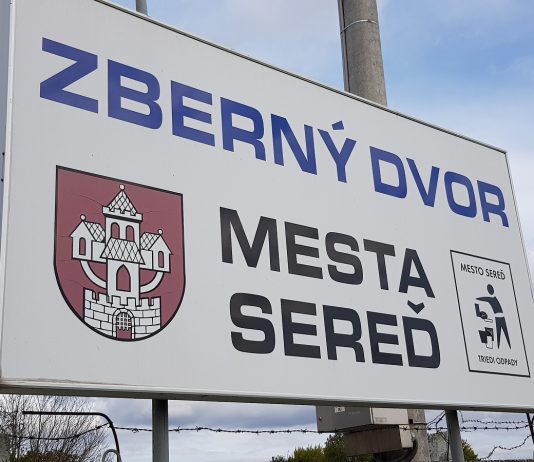 ZBERNÝ DVOR
MESTA
SEREĎ
MESTO SEREĎ
TRIEDI ODPADY